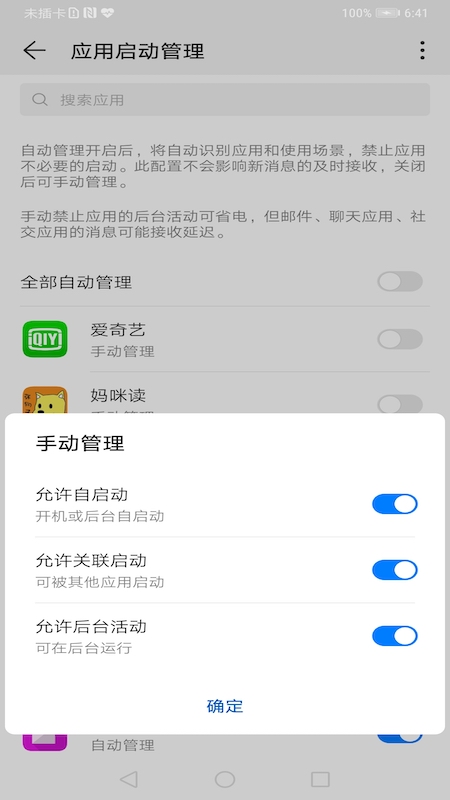 未插卡 100% 6:41
应用启动管理
搜索应用
自动管理开启后，将自动识别应用和使用场景，禁止应用
不必要的启动。此配置不会影响新消息的及时接收，关闭
后可手动管理。
手动禁止应用的后台活动可省电，但邮件、聊天应用、社
交应用的消息可能接收延迟。
全部自动管理
iQIYI
爱奇艺
手动管理
妈咪读
手动管理
允许自启动
开机或后台自启动
允许关联启动
可被其他应用启动
允许后台活动
可在后台运行
确定
自动管理